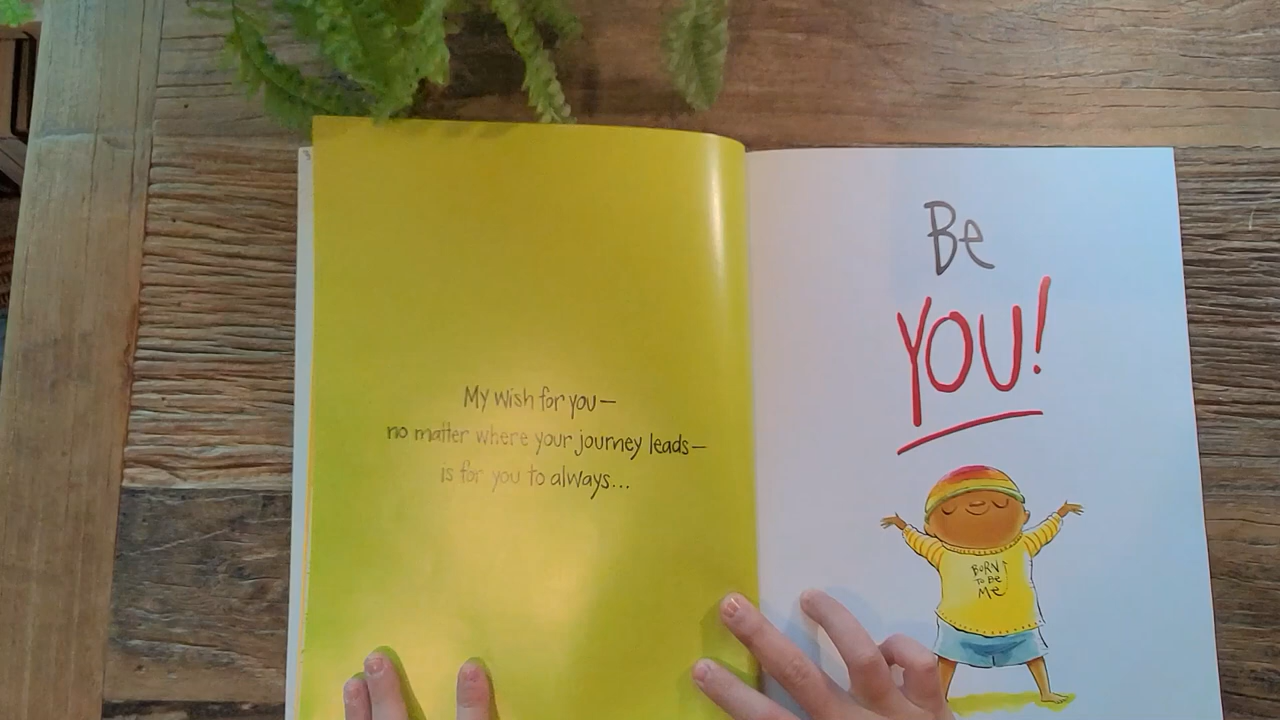 My wish for you—
no matter where your journey leads—
is for you to always...
Be
YOU!
BORN
TO BE
ME